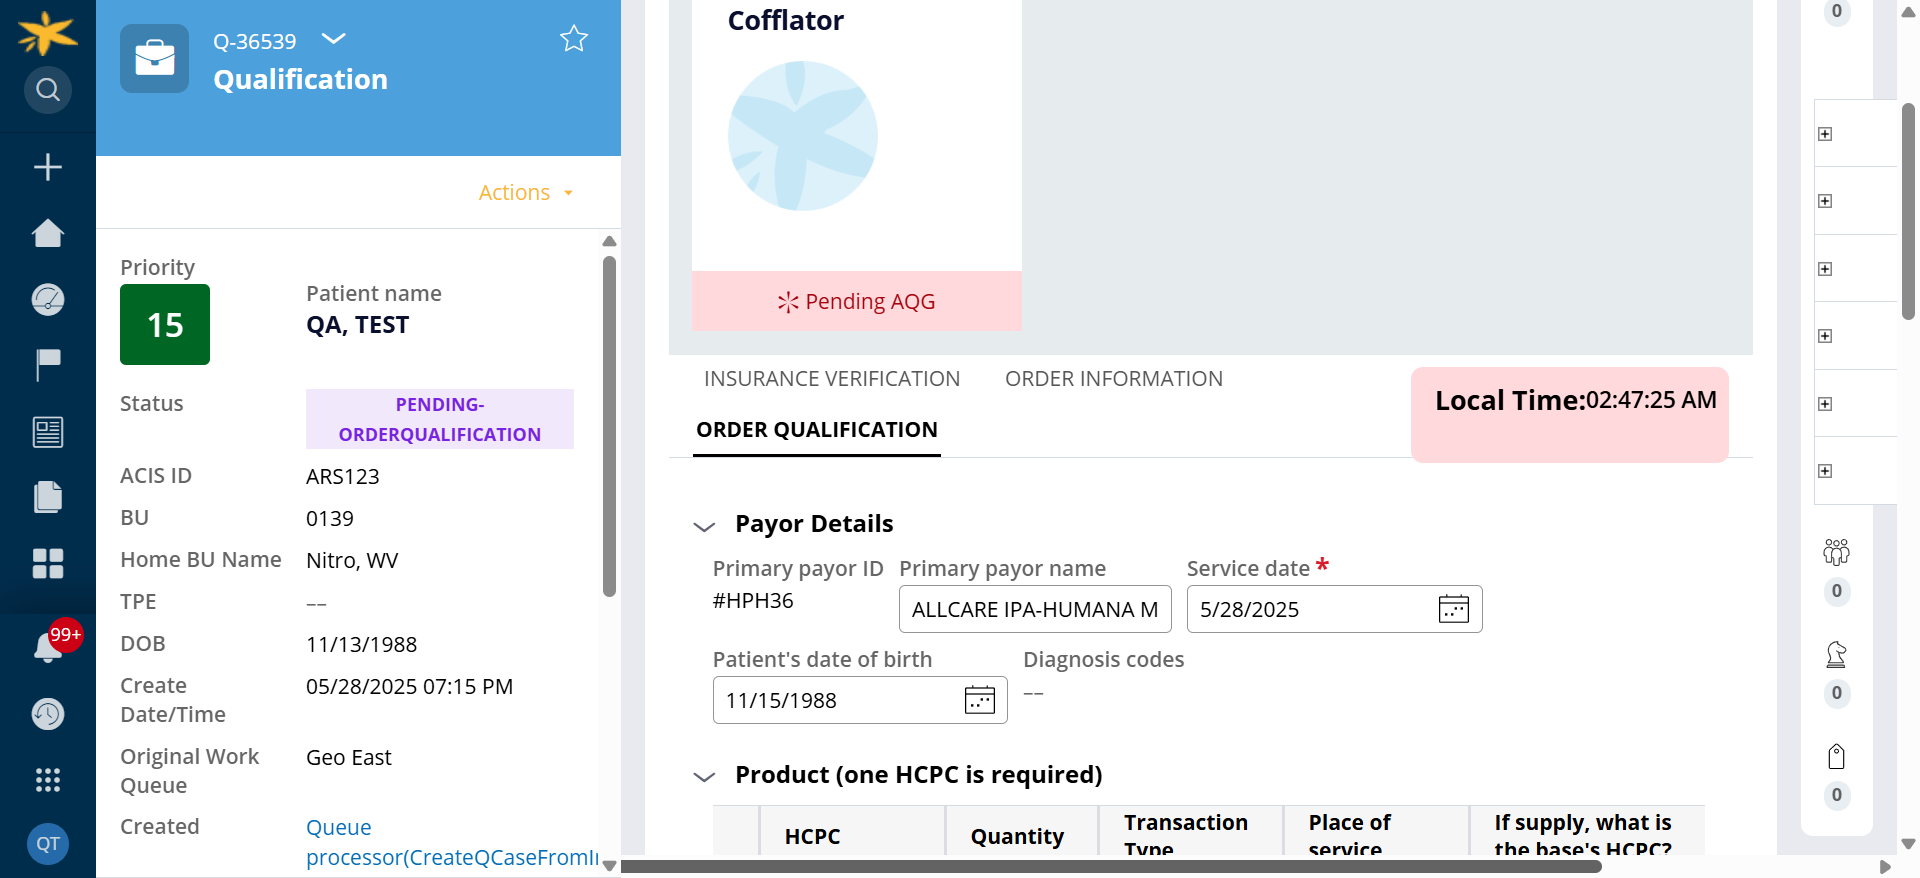 Q-36539
Qualification
Actions
Priority
15
Patient name
QA, TEST
Status
PENDING-
ORDERQUALIFICATION
ACIS ID
ARS123
BU
0139
Home BU Name
Nitro, WV
TPE
––
DOB
11/13/1988
Create
Date/Time
05/28/2025 07:15 PM
Original Work
Queue
Geo East
Created
Queue
processor(CreateQCaseFromI
99+
QT
Cofflator
Pending AQG
INSURANCE VERIFICATION
ORDER INFORMATION
ORDER QUALIFICATION
Local Time:02:47:25 AM
Payor Details
Primary payor ID
#HPH36
Primary payor name
ALLCARE IPA-HUMANA M
Service date *
5/28/2025
Patient's date of birth
11/15/1988
Diagnosis codes
––
Product (one HCPC is required)
HCPC
Quantity
Transaction
Type
Place of
service
If supply, what is
the base's HCPC?
0
0
0
0